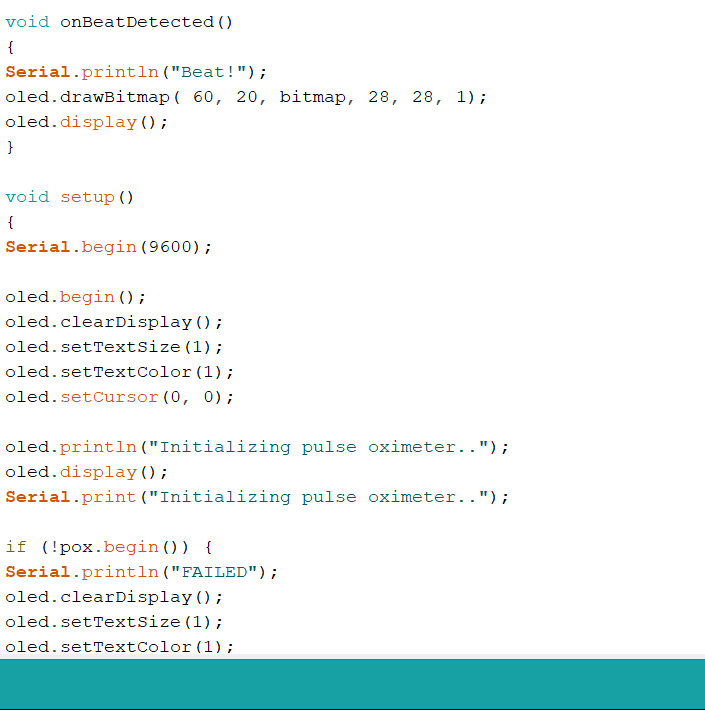 void onBeatDetected()
{
Serial.println("Beat!");
oled.drawBitmap( 60, 20, bitmap, 28, 28, 1);
oled.display();
}
void setup()
{
Serial.begin(9600);
oled.begin();
oled.clearDisplay();
oled.setTextSize(1);
oled.setTextColor(1);
oled.setCursor(0, 0);
oled.println("Initializing pulse oximeter..");
oled.display();
Serial.print("Initializing pulse oximeter..");
if (!pox.begin()) {
Serial.println("FAILED");
oled.clearDisplay();
oled.setTextSize(1);
oled.setTextColor(1);